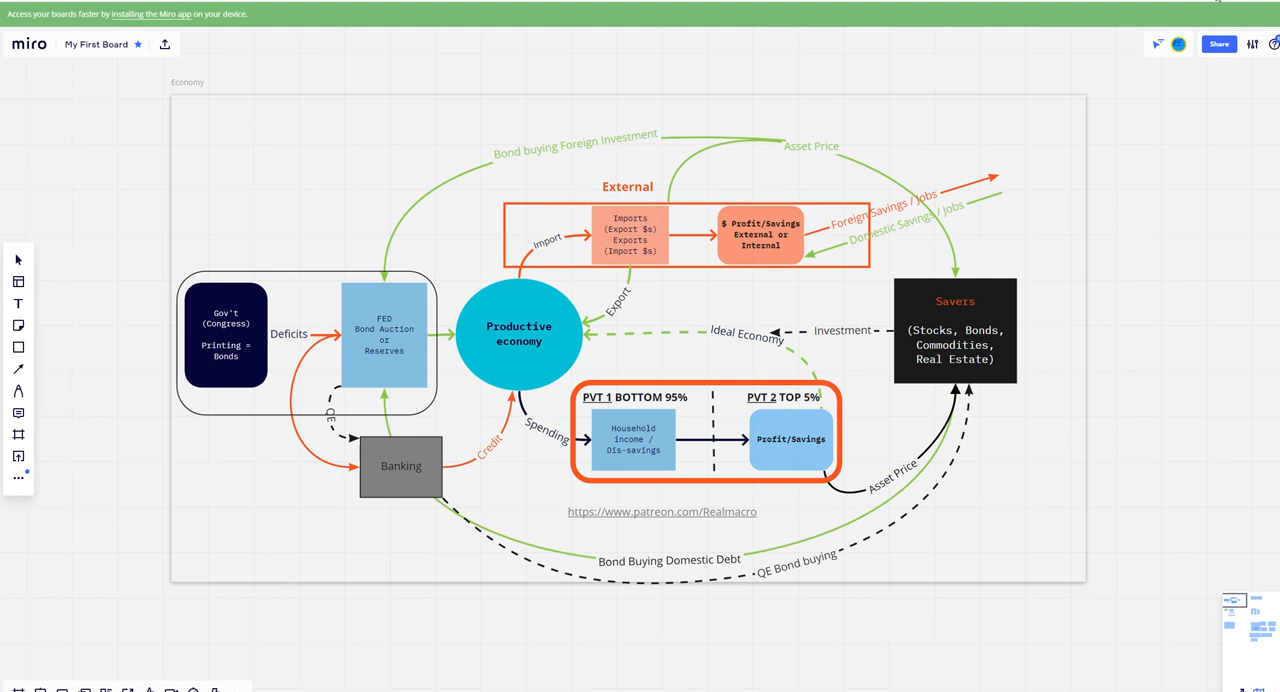 Access your boards faster by installing the Miro app on your device.
miro
My First Board
Share
Economy
Bond buying Foreign Investment
Asset Price
External
Imports
(Export $s)
Exports
(Import $s)
$ Profit/Savings
External or
Internal
Foreign Savings / Jobs
Domestic Savings / Jobs
Import
Export
Gov't
(Congress)
Printing =
Bonds
Deficits
FED
Bond Auction
or
Reserves
Productive
economy
Ideal Economy
Investment
Savers
(Stocks, Bonds,
Commodities,
Real Estate)
QE
Banking
Credit
Spending
PVT 1 BOTTOM 95%
PVT 2 TOP 5%
Household
income /
Dis-savings
Profit/Savings
Asset Price
https://www.patreon.com/Realmacro
Bond Buying Domestic Debt
QE Bond buying